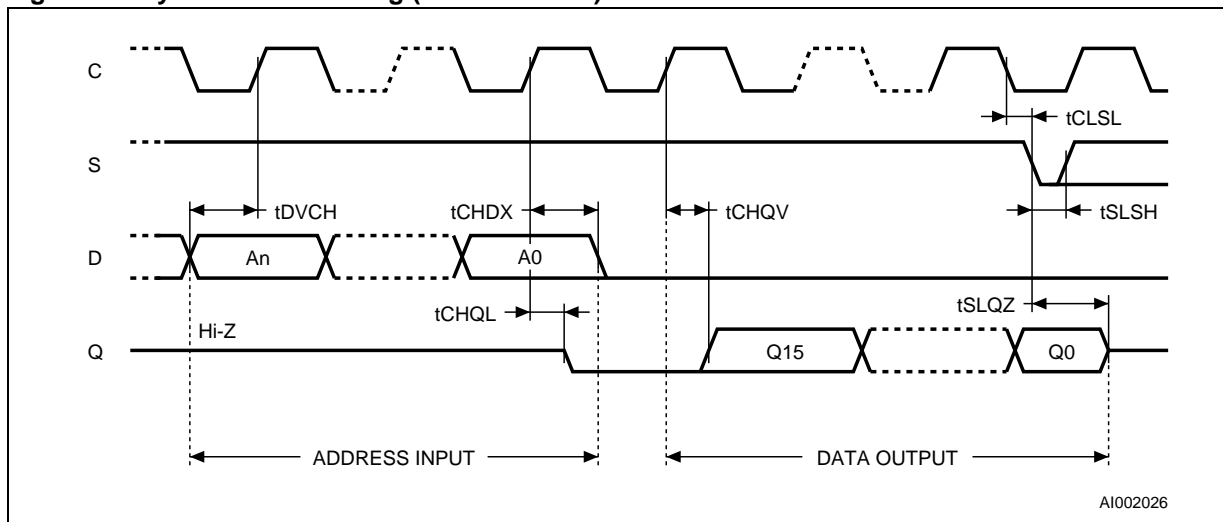 C
tCLSL
S
tDVCH
tCHDX
tCHQV
tSLSH
D
An
A0
tCHQL
tSLQZ
Hi-Z
Q
Q15
Q0
ADDRESS INPUT
DATA OUTPUT
AI002026